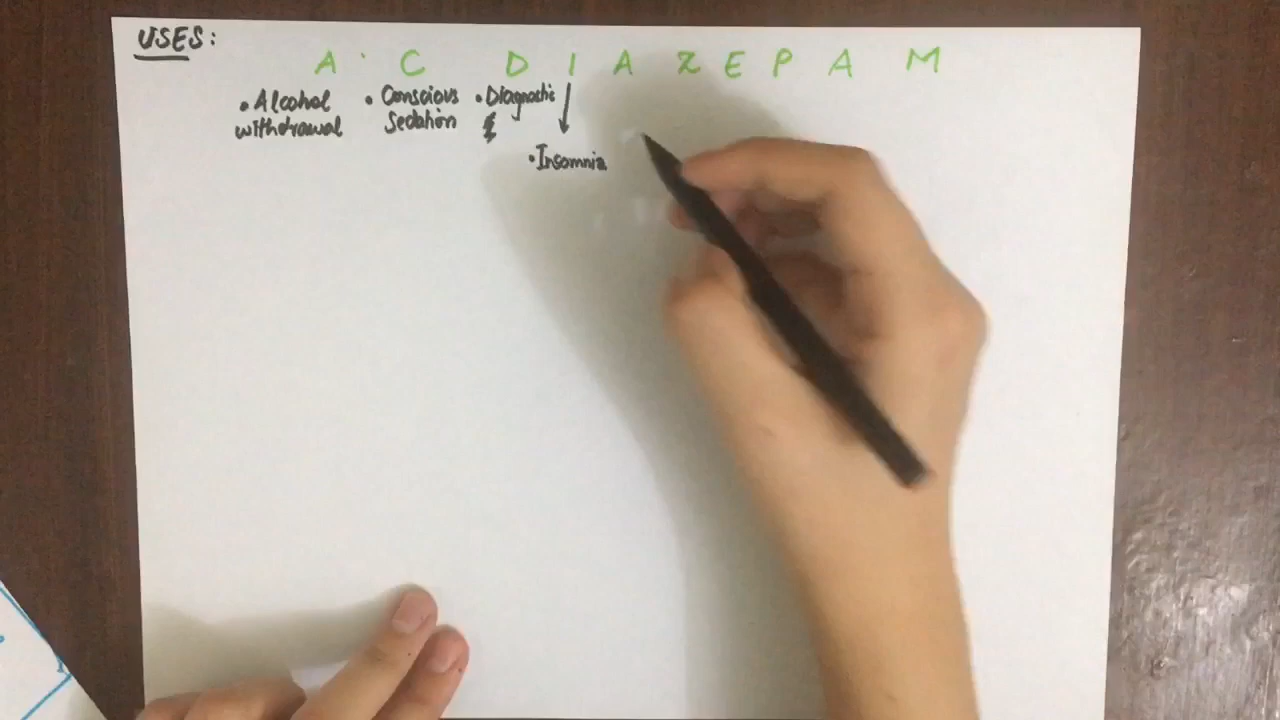 USES:
A C D I A Z E P A M
• Alcohol withdrawal
• Conscious Sedation
• Diagnostic &
• Insomnia